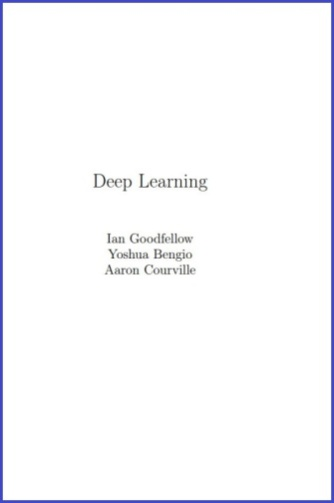 Deep Learning
Ian Goodfellow
Yoshua Bengio
Aaron Courville